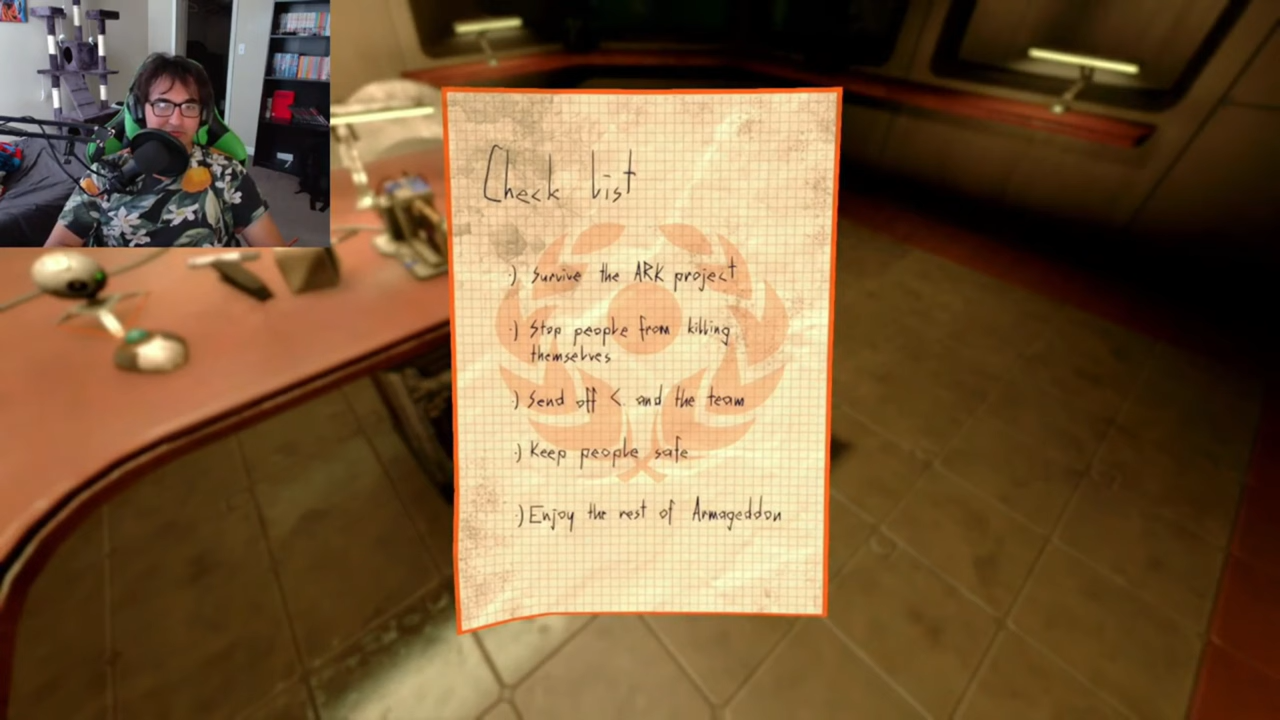 Check list
·) Survive the ARK project
·) Stop people from killing
themselves
·) Send off < and the team
·) Keep people safe
·) Enjoy the rest of Armageddon